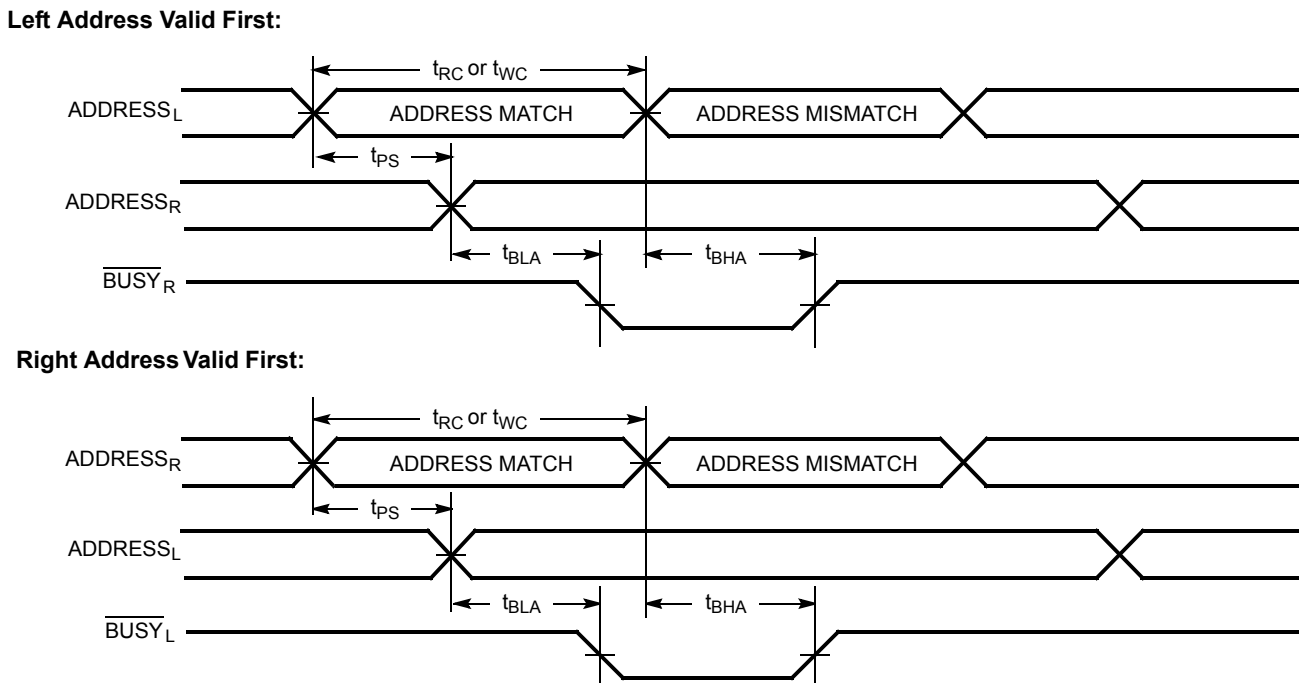 Left Address Valid First:
tRC or tWC
ADDRESSL ADDRESS MATCH ADDRESS MISMATCH
tPS
ADDRESSR
tBLA tBHA
BUSYR
Right Address Valid First:
tRC or tWC
ADDRESSR ADDRESS MATCH ADDRESS MISMATCH
tPS
ADDRESSL
tBLA tBHA
BUSYL